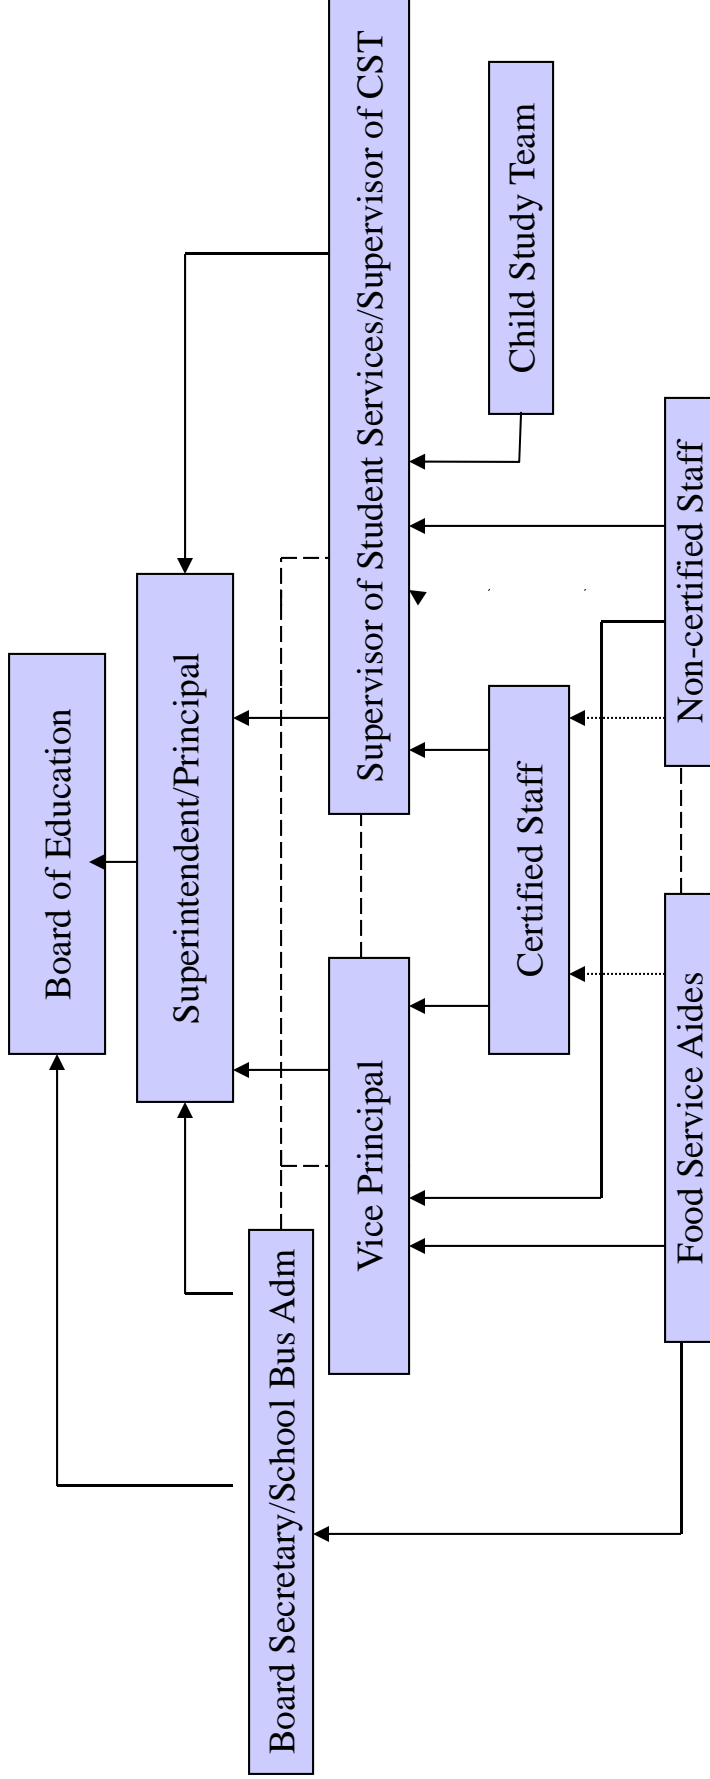 Board of Education
Superintendent/Principal
Board Secretary/School Bus Adm
Vice Principal
Supervisor of Student Services/Supervisor of CST
Certified Staff
Child Study Team
Food Service Aides
Non-certified Staff